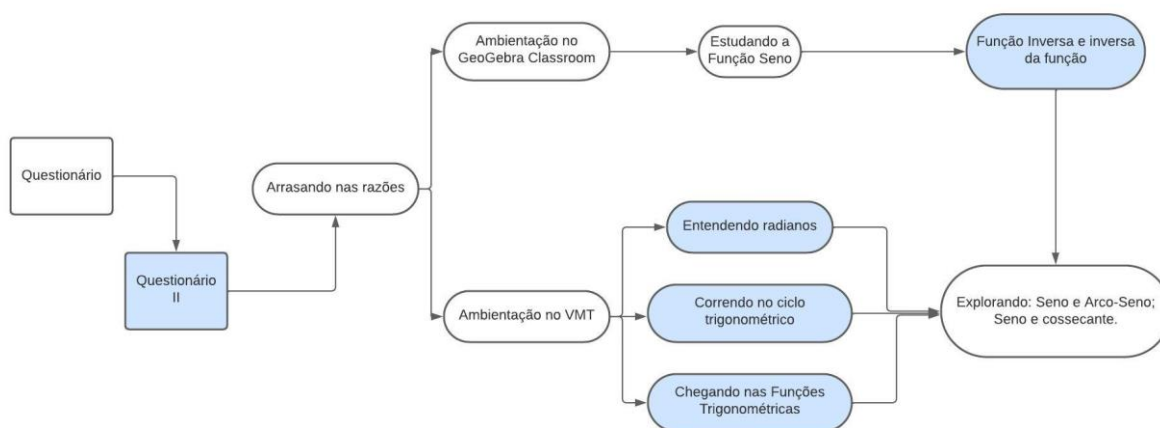 Questionário
Questionário
II
Arrasando nas razões
Ambientação no
GeoGebra Classroom
Estudando a
Função Seno
Função Inversa e inversa
da função
Ambientação no VMT
Entendendo radianos
Correndo no ciclo
trigonométrico
Chegando nas Funções
Trigonométricas
Explorando: Seno e Arco-Seno;
Seno e cossecante.